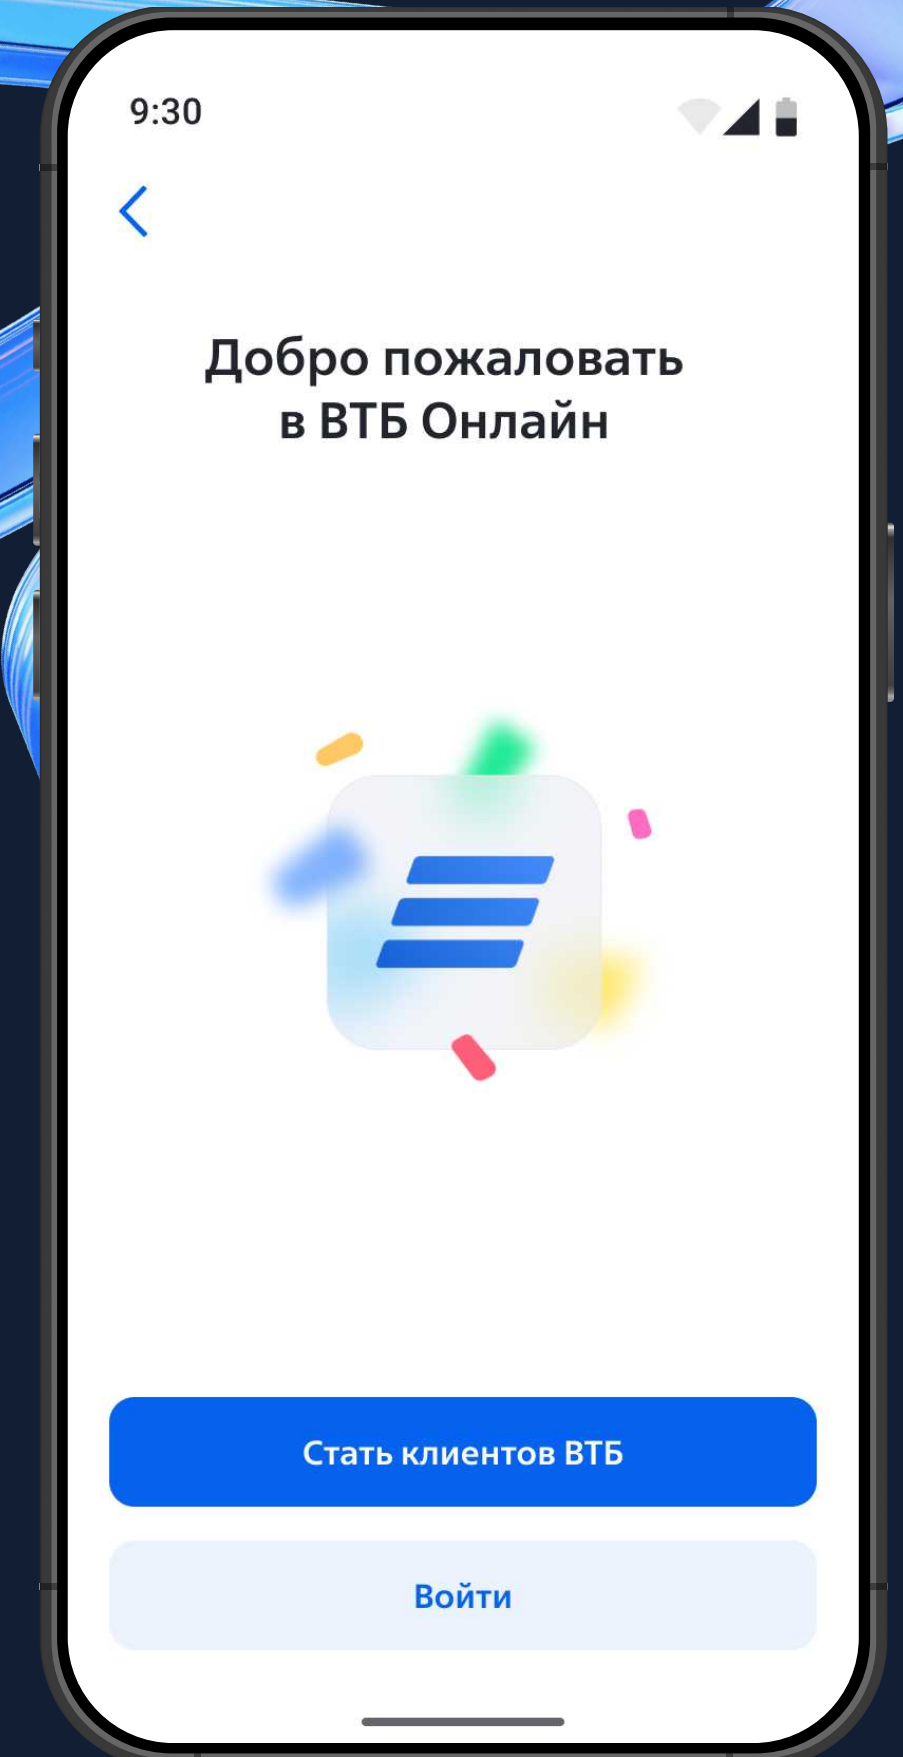 9:30
Добро пожаловать
в ВТБ Онлайн
Стать клиентов ВТБ
Войти